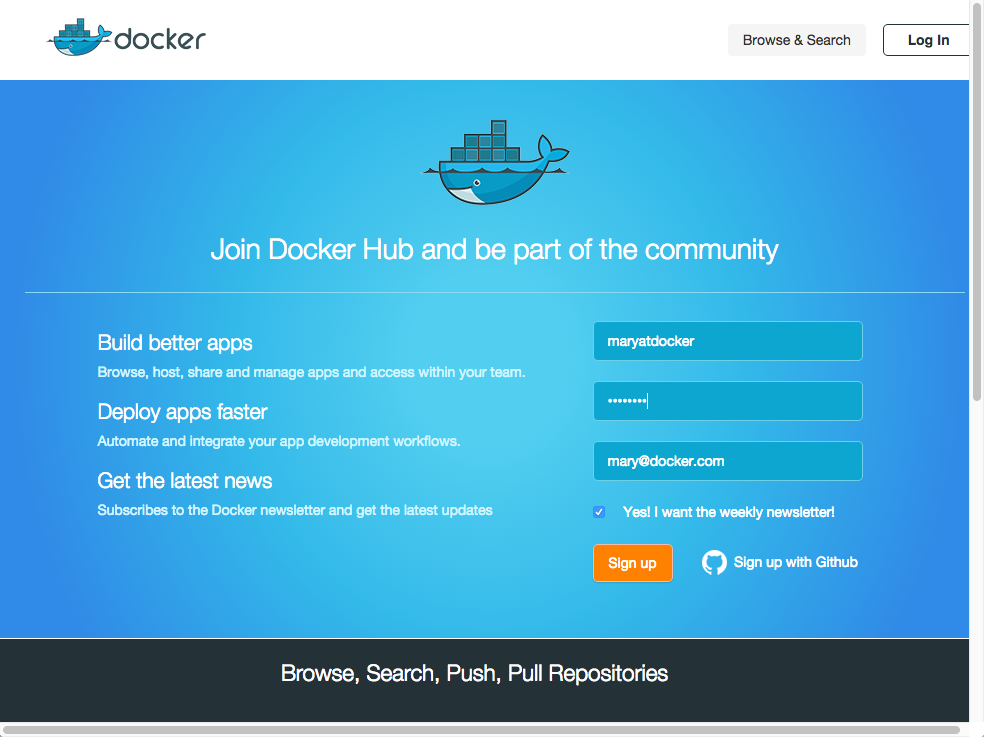 docker
Browse & Search
Log In
Join Docker Hub and be part of the community
Build better apps
Browse, host, share and manage apps and access within your team.
Deploy apps faster
Automate and integrate your app development workflows.
Get the latest news
Subscribes to the Docker newsletter and get the latest updates
maryatdocker
••••••••
mary@docker.com
Yes! I want the weekly newsletter!
Sign up
Sign up with Github
Browse, Search, Push, Pull Repositories